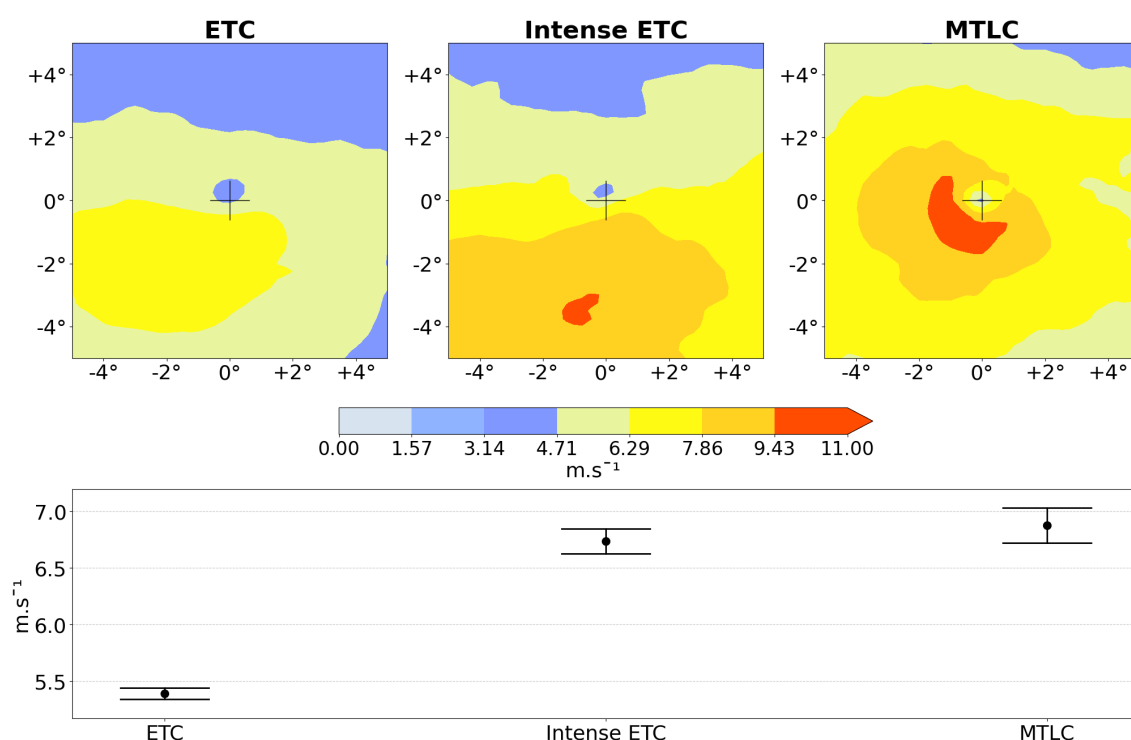 ETC Intense ETC MTLC
+4° +4° +4°
+2° +2° +2°
0° 0° 0°
-2° -2° -2°
-4° -4° -4°
-4° -2° 0° +2° +4° -4° -2° 0° +2° +4° -4° -2° 0° +2° +4°
0.00 1.57 3.14 4.71 6.29 7.86 9.43 11.00
m.s⁻¹
7.0
6.5
m.s⁻¹
6.0
5.5
ETC Intense ETC MTLC